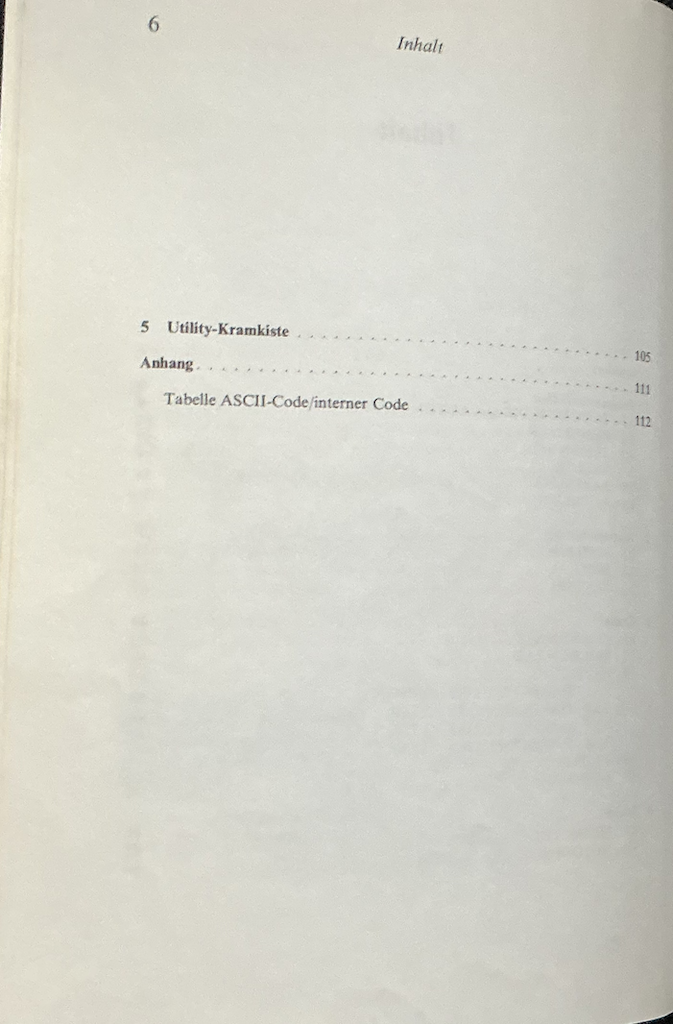 6
Inhalt
5 Utility-Kramkiste . . . . . . . . . . . . . . . . . . . . . . . . . . . . 105
Anhang . . . . . . . . . . . . . . . . . . . . . . . . . . . . . . . . . . . . 111
Tabelle ASCII-Code/interner Code . . . . . . . . . . . . . . . . . . 112